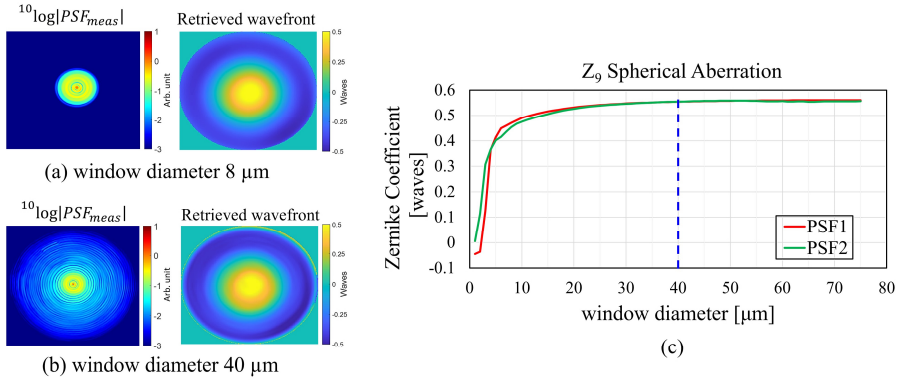 ¹⁰log|PSF_meas|
Retrieved wavefront
1
0
-1
-2
-3
Arb. unit
0.5
0.25
0
-0.25
-0.5
Waves
(a) window diameter 8 µm
¹⁰log|PSF_meas|
Retrieved wavefront
1
0
-1
-2
-3
Arb. unit
0.5
0.25
0
-0.25
-0.5
Waves
(b) window diameter 40 µm
Z₉ Spherical Aberration
Zernike Coefficient
[waves]
0.6
0.5
0.4
0.3
0.2
0.1
0
-0.1
PSF1
PSF2
0 10 20 30 40 50 60 70 80
window diameter [µm]
(c)